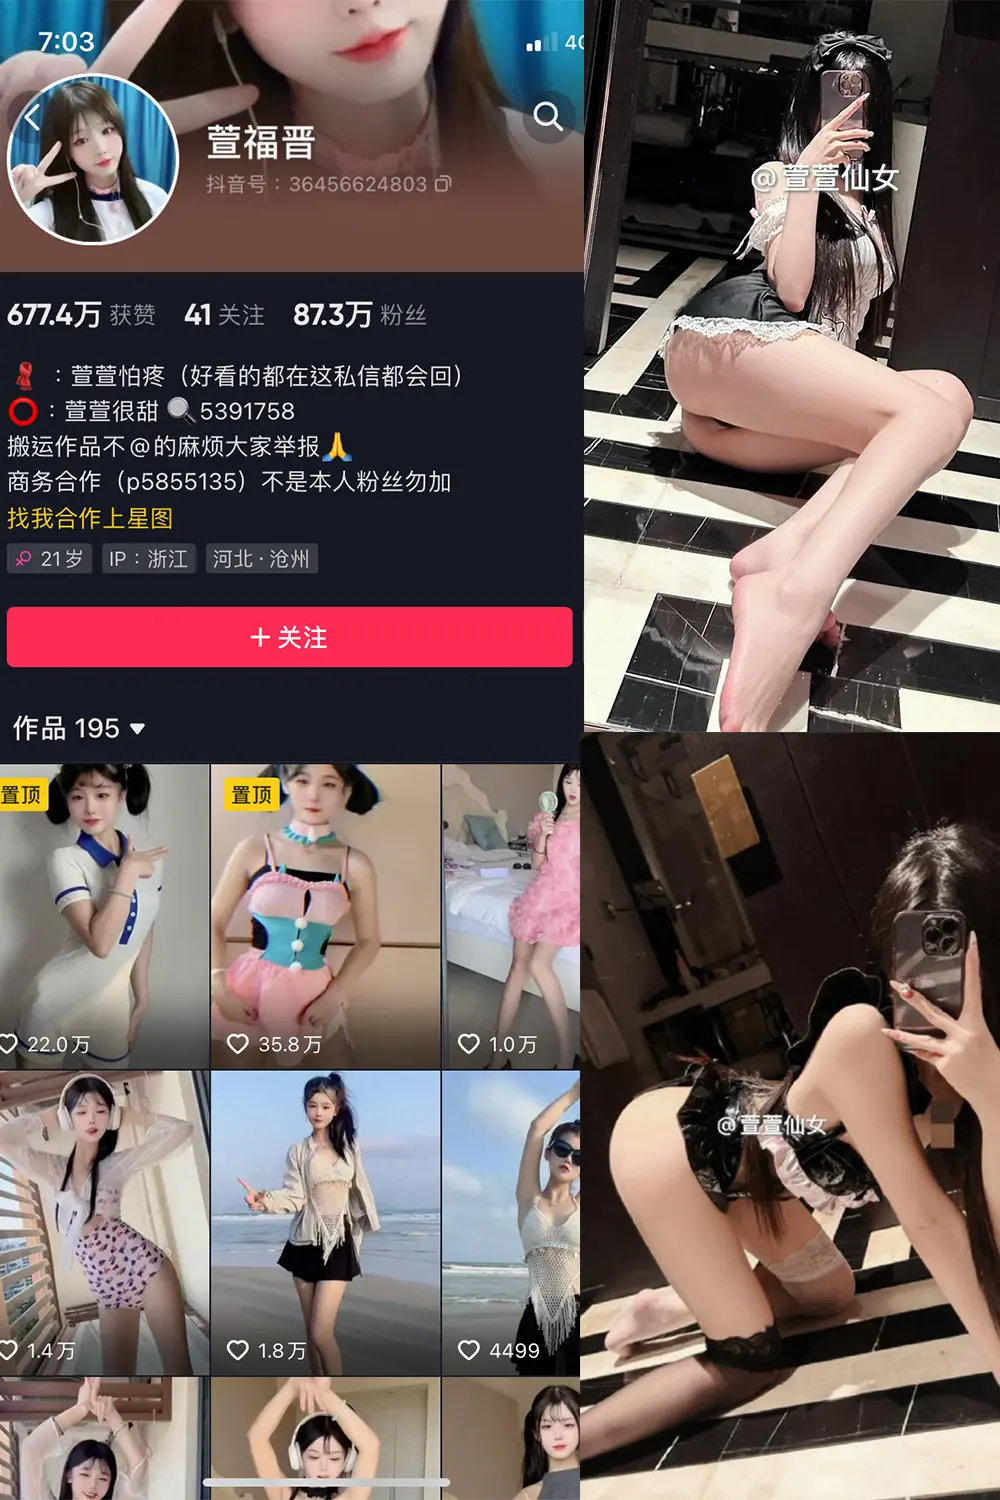 7:03
4G
萱福晋
抖音号：36456624803
677.4万 获赞 41 关注 87.3万 粉丝
：萱萱怕疼（好看的都在这私信都会回）
：萱萱很甜 5391758
搬运作品不@的麻烦大家举报
商务合作（p5855135）不是本人粉丝勿加
找我合作上星图
21岁 IP：浙江 河北·沧州
+关注
作品 195
置顶
置顶
22.0万
35.8万
1.0万
1.4万
1.8万
4499
@萱萱仙女
@萱萱仙女